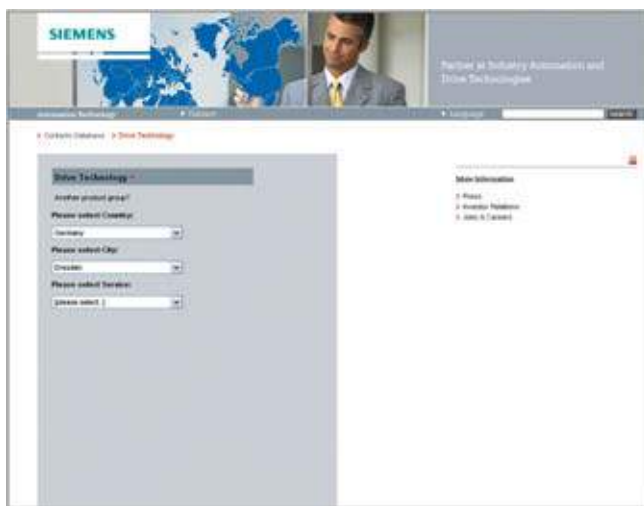 SIEMENS
Partner at Industry Automation and
Drive Technologies
Automation Technology
Language
Search
Contacts Database
Drive Technology
Drive Technology
Another product group?
Please select Country:
Germany
Please select City:
Dresden
Please select Service:
[please select..]
More Information
Press
Investor Relations
Jobs & Careers